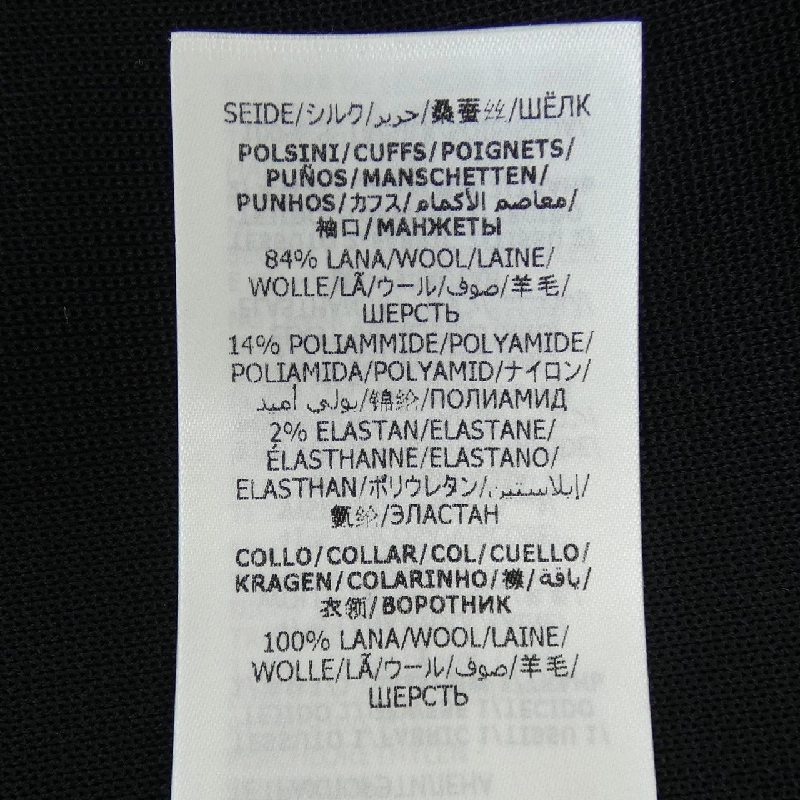 SEIDE/シルク/حرير/桑蚕丝/ШЁЛК
POLSINI/CUFFS/POIGNETS/
PUÑOS/MANSCHETTEN/
PUNHOS/カフス/معاصم الأكمام/
袖口/МАНЖЕТЫ
84% LANA/WOOL/LAINE/
WOLLE/LÃ/ウール/صوف/羊毛/
ШЕРСТЬ
14% POLIAMMIDE/POLYAMIDE/
POLIAMIDA/POLYAMID/ナイロン/
بولي أميد/锦纶/ПОЛИАМИД
2% ELASTAN/ELASTANE/
ÉLASTHANNE/ELASTANO/
ELASTHAN/ポリウレタン/إيلاستين/
氨纶/ЭЛАСТАН
COLLO/COLLAR/COL/CUELLO/
KRAGEN/COLARINHO/襟/ياقة/
衣领/ВОРОТНИК
100% LANA/WOOL/LAINE/
WOLLE/LÃ/ウール/صوف/羊毛/
ШЕРСТЬ